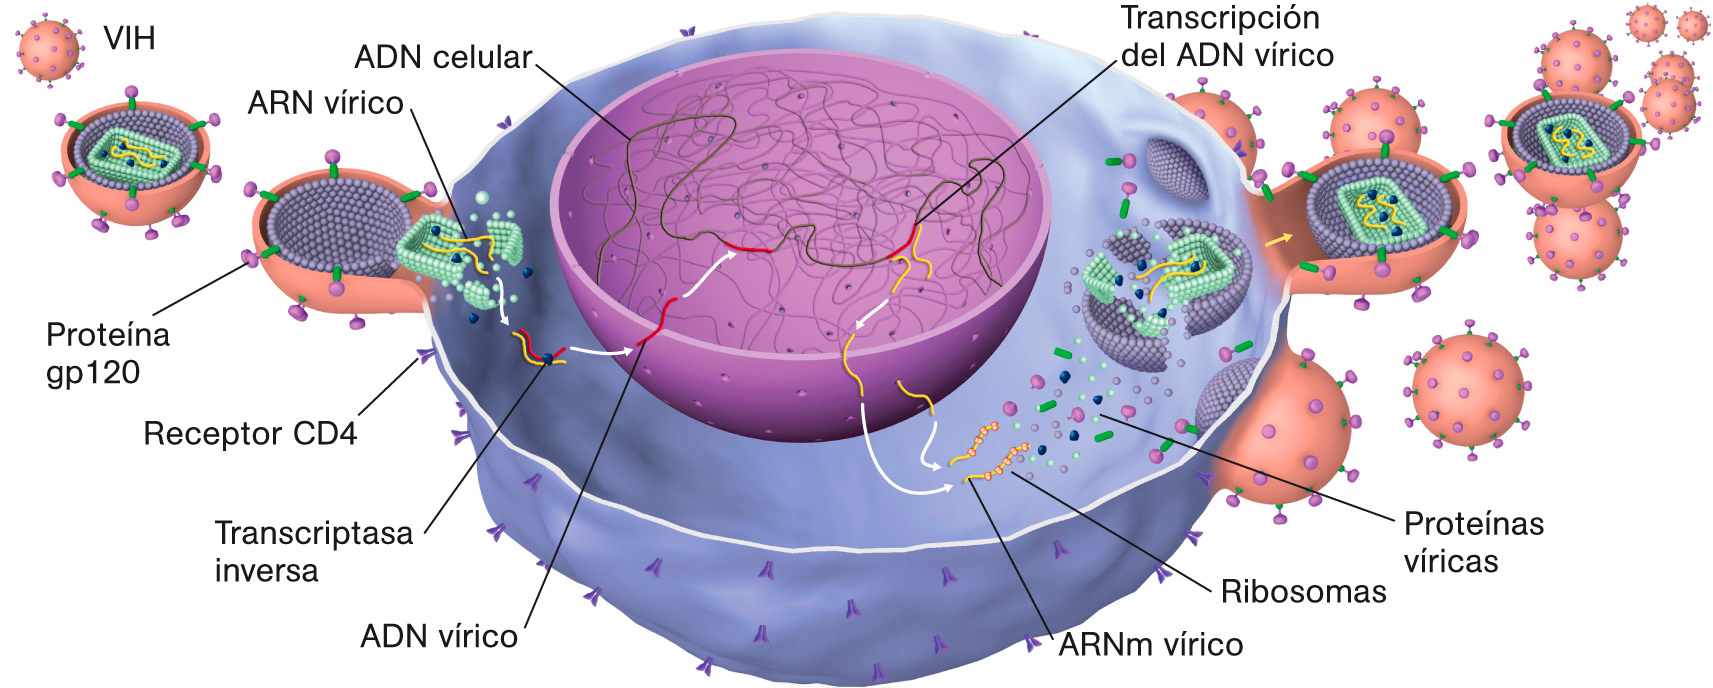 VIH
ADN celular
ARN vírico
Transcripción
del ADN vírico
Proteína
gp120
Receptor CD4
Transcriptasa
inversa
ADN vírico
Proteínas
víricas
Ribosomas
ARNm vírico